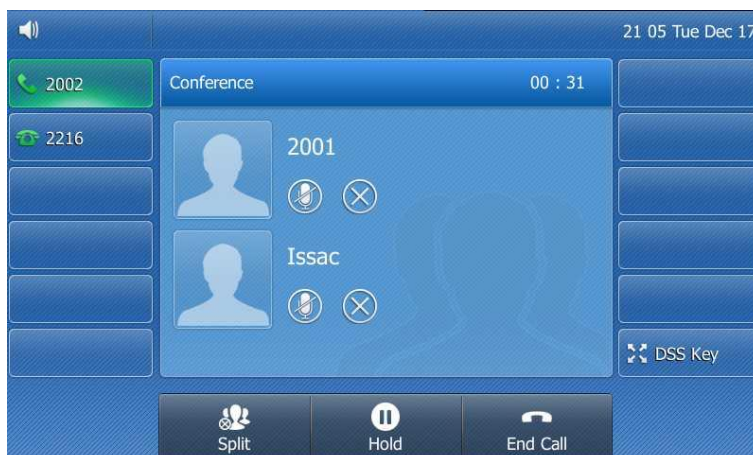 21 05 Tue Dec 17
2002
Conference 00 : 31
2216
2001
Issac
DSS Key
Split Hold End Call